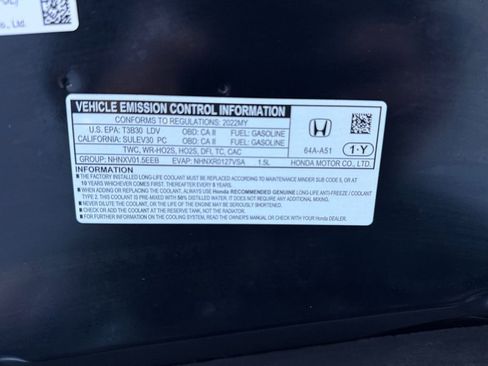 o., Ltd.
VEHICLE EMISSION CONTROL INFORMATION
CONFORMS TO REGULATIONS: 2022MY
U.S. EPA: T3B30 LDV OBD: CA II FUEL: GASOLINE
CALIFORNIA: SULEV30 PC OBD: CA II FUEL: GASOLINE
TWC, WR-HO2S, HO2S, DFI, TC, CAC
GROUP: NHNXV01.5EEB EVAP: NHNXR0127VSA 1.5L
64A-A51 1-Y
HONDA MOTOR CO., LTD.
INFORMATION
■ THE FACTORY INSTALLED LONG-LIFE COOLANT MUST BE REPLACED ACCORDING TO MAINTENANCE MINDER SUB CODE 5, OR AT
10 YEARS WHICHEVER COMES FIRST. THEREAFTER EVERY 5 YEARS.
■ WHEN ADDING OR REPLACING THE COOLANT, ALWAYS USE Honda RECOMMENDED GENUINE LONG-LIFE ANTI-FREEZE / COOLANT
TYPE 2. THIS COOLANT IS PRE-MIXED WITH 50% DISTILLED WATER. IT DOES NOT REQUIRE ANY ADDITIONAL MIXING.
■ NEVER DILUTE THE COOLANT, OR THE LIFE OF THE ENGINE MAY BE SERIOUSLY SHORTENED.
■ CHECK AND ADD COOLANT AT THE RESERVE TANK, NOT THE RADIATOR.
■ FOR FURTHER INFORMATION ON THE COOLING SYSTEM, READ THE OWNER'S MANUAL OR CHECK WITH YOUR Honda DEALER.